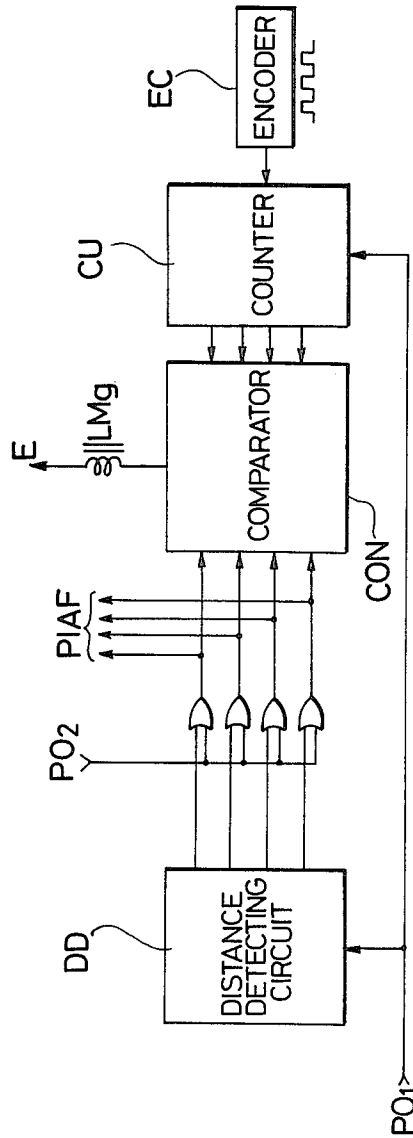 DD
DISTANCE
DETECTING
CIRCUIT
PO1
PO2
PIAF
E
LMg
COMPARATOR
CON
CU
COUNTER
EC
ENCODER